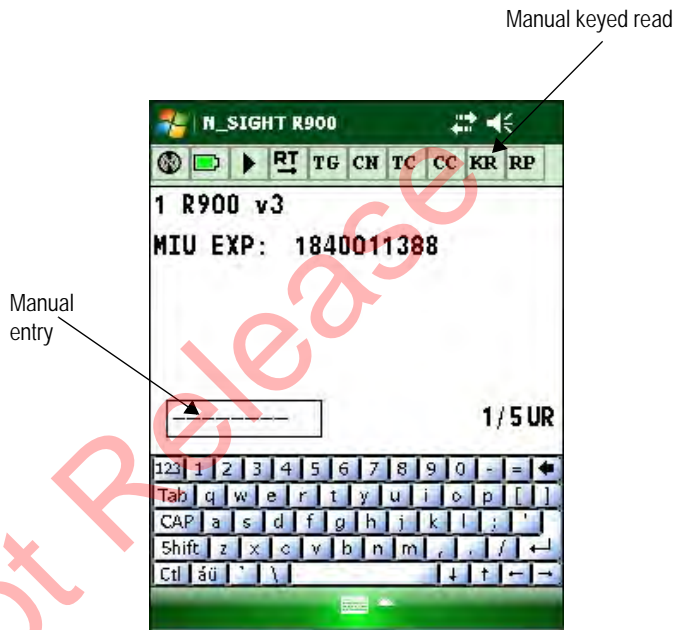 Manual keyed read
N_SIGHT R900
RT TG CN TC CC KR RP
1 R900 v3
MIU EXP: 1840011388
Manual
entry
----------
1/5UR
123 1 2 3 4 5 6 7 8 9 0 - =
Tab q w e r t y u i o p [ ]
CAP a s d f g h j k l ; '
Shift z x c v b n m , . /
Ctl áü ` \
Release